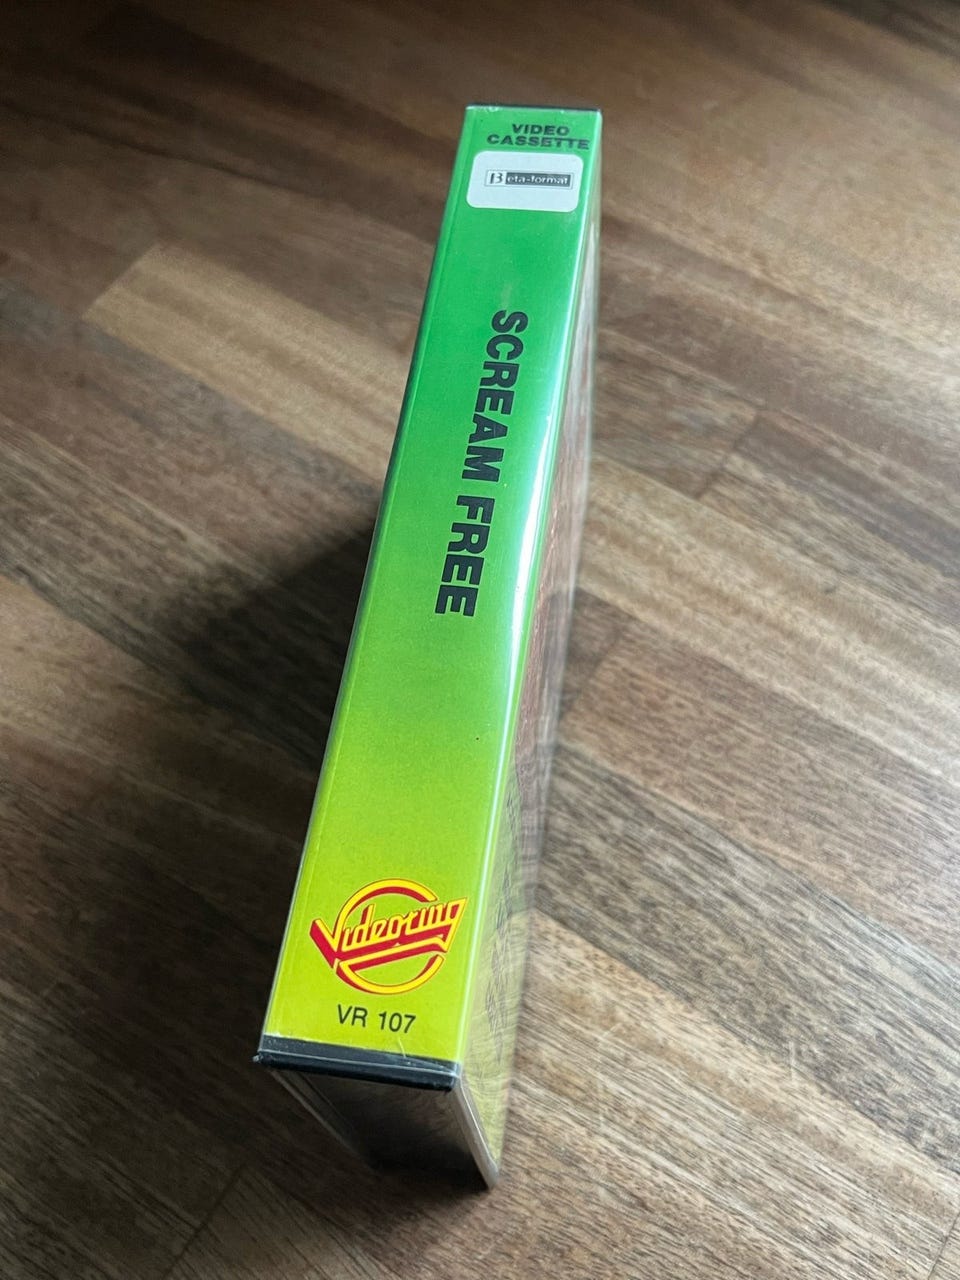 VIDEO
CASSETTE
Beta-format
SCREAM FREE
Videoring
VR 107